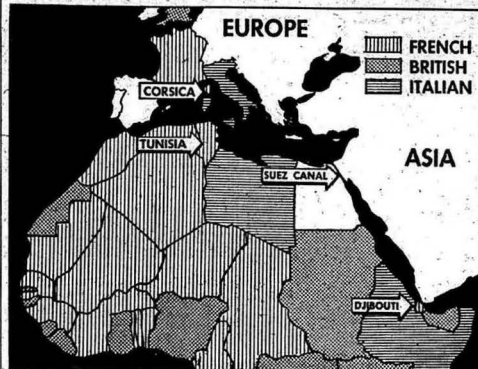 EUROPE
FRENCH
BRITISH
ITALIAN
CORSICA
TUNISIA
SUEZ CANAL
ASIA
DJIBOUTI